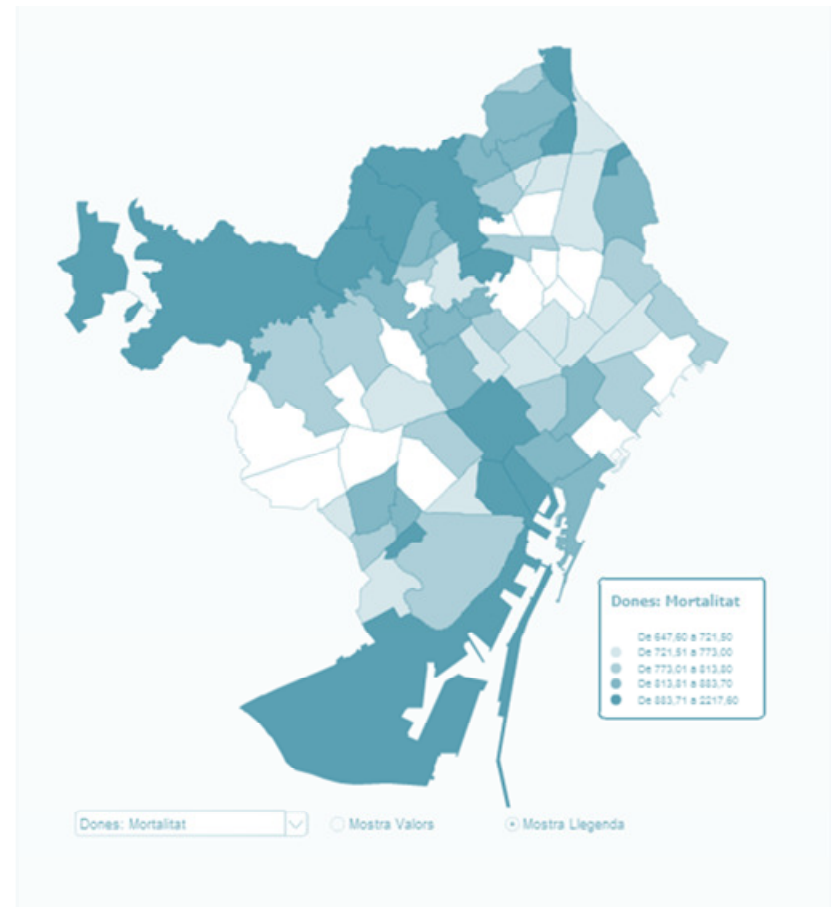 Dones: Mortalitat
De 647,60 a 721,50
De 721,51 a 773,00
De 773,01 a 813,80
De 813,81 a 883,70
De 883,71 a 2217,60
Dones: Mortalitat
Mostra Valors
Mostra Llegenda